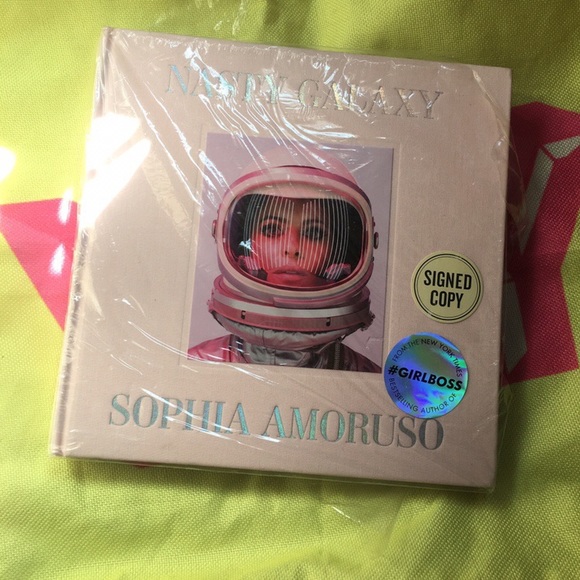 NASTY GALAXY
SIGNED
COPY
FROM THE NEW YORK TIMES
#GIRLBOSS
BESTSELLING AUTHOR OF
SOPHIA AMORUSO